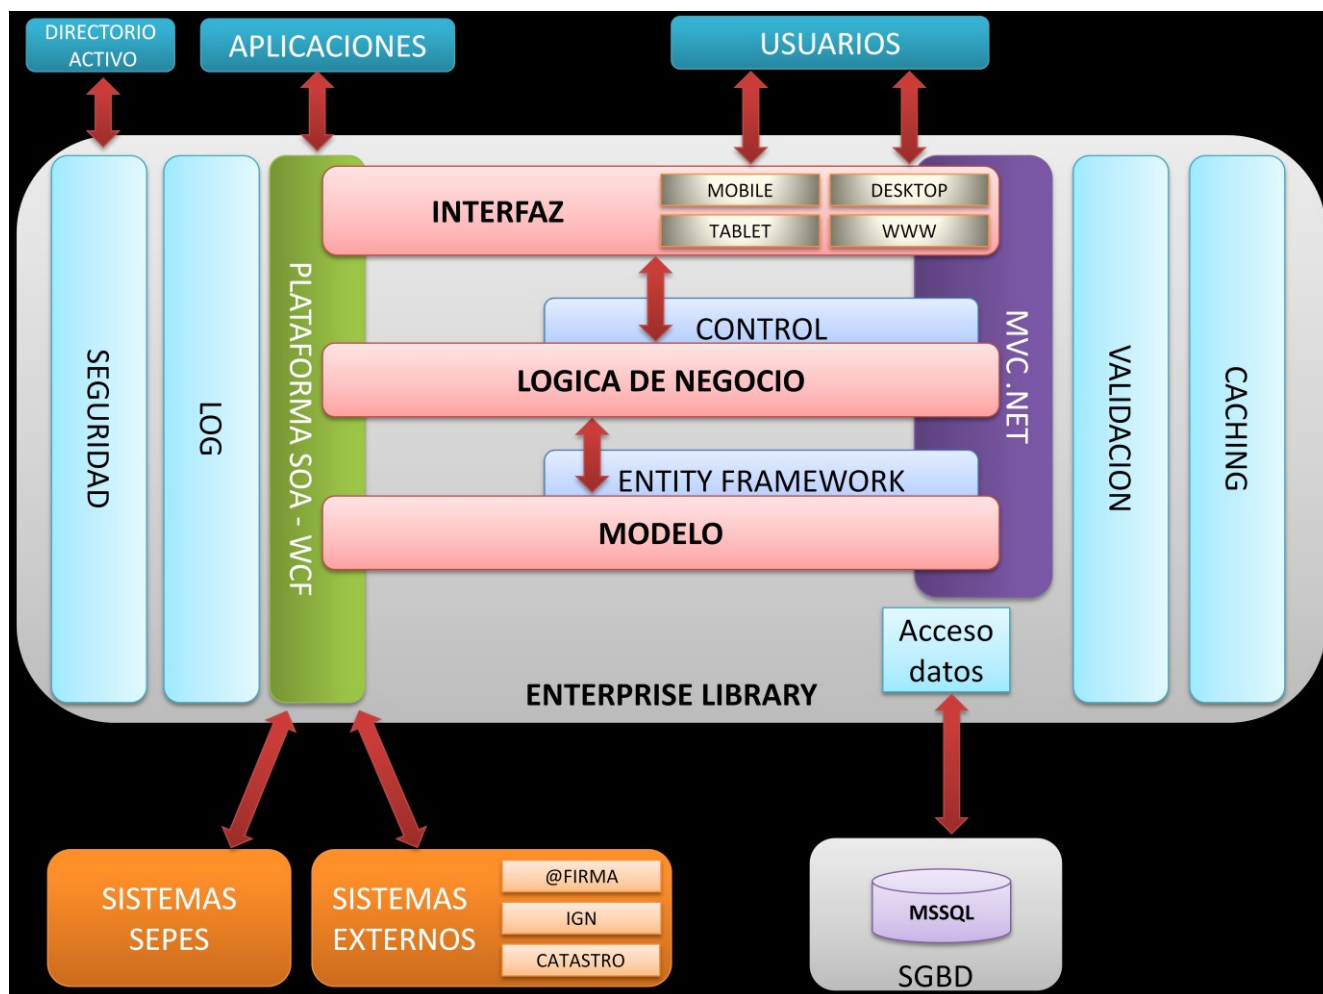 DIRECTORIO
ACTIVO
APLICACIONES
USUARIOS
SEGURIDAD
LOG
PLATAFORMA SOA - WCF
INTERFAZ
MOBILE
DESKTOP
TABLET
WWW
CONTROL
LOGICA DE NEGOCIO
ENTITY FRAMEWORK
MODELO
MVC .NET
VALIDACION
CACHING
Acceso
datos
ENTERPRISE LIBRARY
SISTEMAS
SEPES
SISTEMAS
EXTERNOS
@FIRMA
IGN
CATASTRO
MSSQL
SGBD